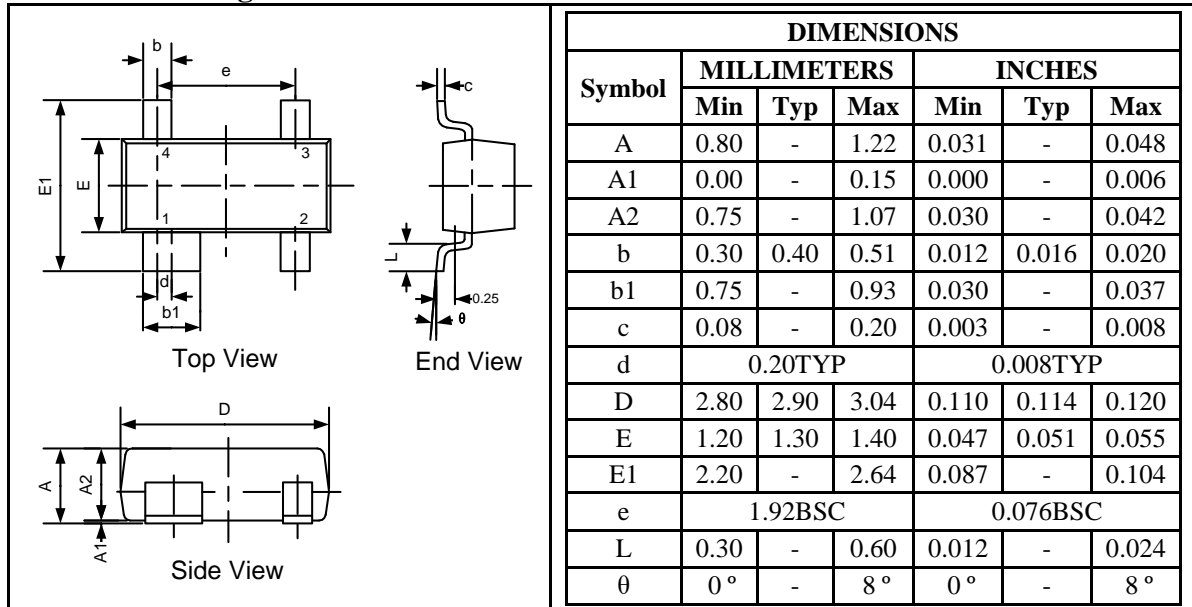 b
e
c
4
3
E1
E
1
2
L
d
0.25
b1
θ
Top View
End View
D
A
A2
A1
Side View
DIMENSIONS
Symbol MILLIMETERS INCHES
Min Typ Max Min Typ Max
A 0.80 - 1.22 0.031 - 0.048
A1 0.00 - 0.15 0.000 - 0.006
A2 0.75 - 1.07 0.030 - 0.042
b 0.30 0.40 0.51 0.012 0.016 0.020
b1 0.75 - 0.93 0.030 - 0.037
c 0.08 - 0.20 0.003 - 0.008
d 0.20TYP 0.008TYP
D 2.80 2.90 3.04 0.110 0.114 0.120
E 1.20 1.30 1.40 0.047 0.051 0.055
E1 2.20 - 2.64 0.087 - 0.104
e 1.92BSC 0.076BSC
L 0.30 - 0.60 0.012 - 0.024
θ 0 º - 8 º 0 º - 8 º